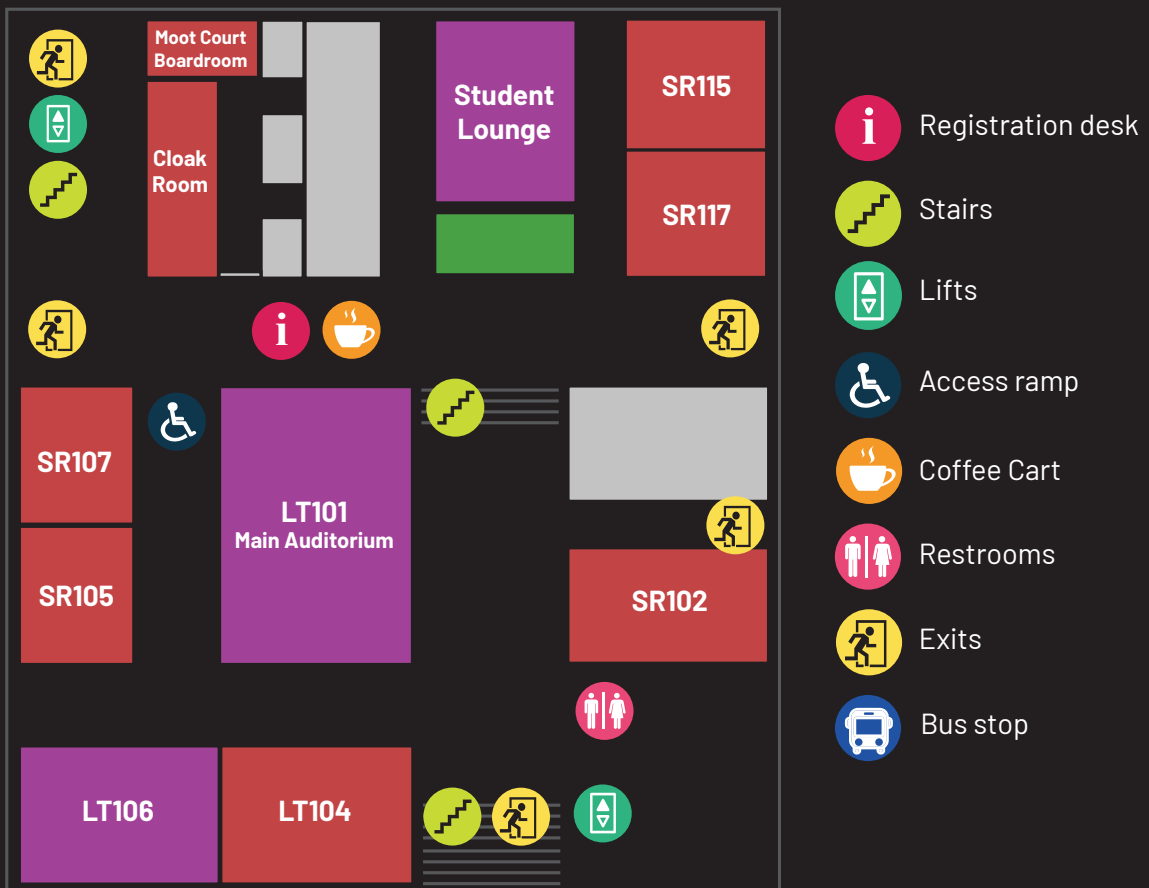 Moot Court
Boardroom
Cloak
Room
Student
Lounge
SR115
SR117
i
SR107
SR105
LT101
Main Auditorium
SR102
LT106
LT104
i
Registration desk
Stairs
Lifts
Access ramp
Coffee Cart
Restrooms
Exits
Bus stop